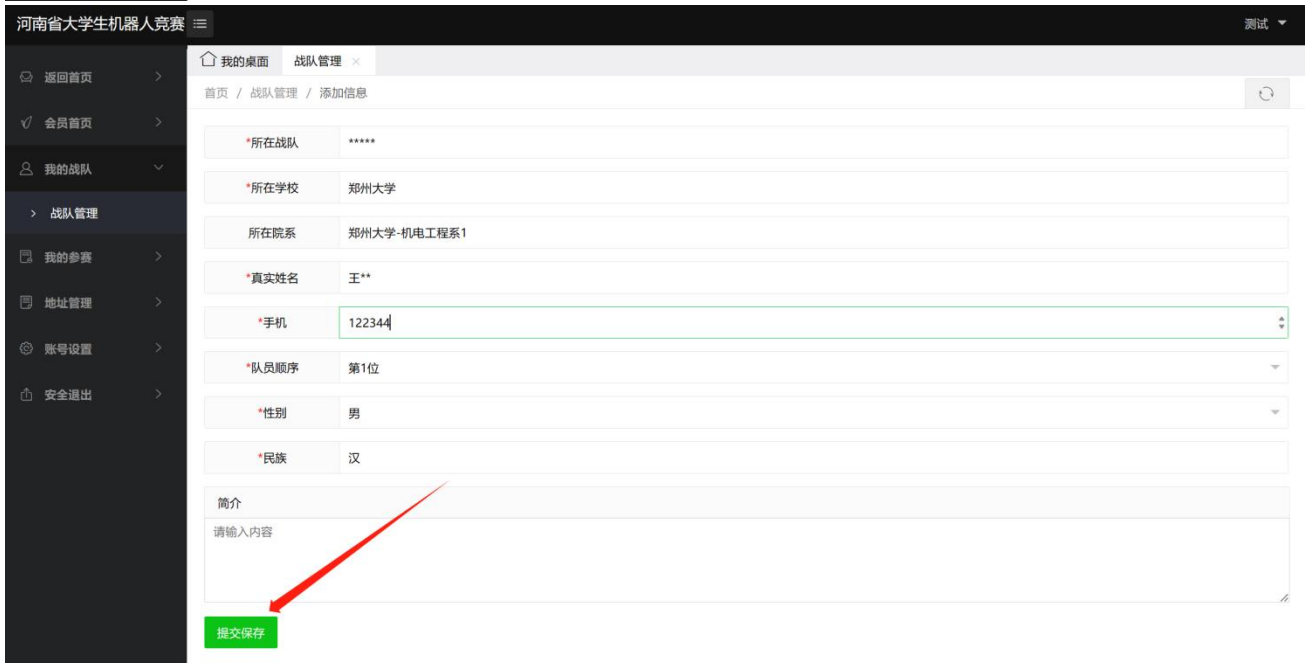 河南省大学生机器人竞赛
测试
返回首页
会员首页
我的战队
战队管理
我的参赛
地址管理
账号设置
安全退出
我的桌面 战队管理 ×
首页 / 战队管理 / 添加信息
*所在战队 *****
*所在学校 郑州大学
所在院系 郑州大学-机电工程系1
*真实姓名 王**
*手机 122344
*队员顺序 第1位
*性别 男
*民族 汉
简介
请输入内容
提交保存